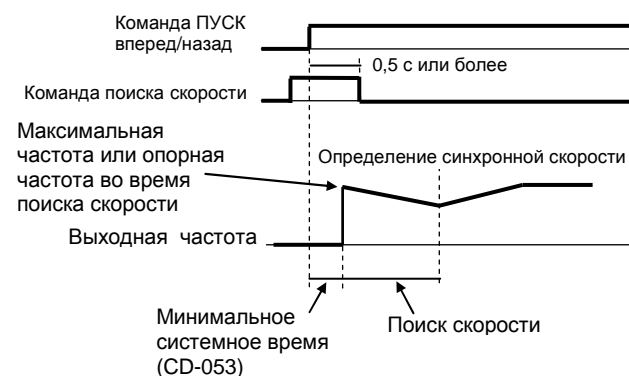 Команда ПУСК
вперед/назад
0,5 с или более
Команда поиска скорости
Максимальная
частота или опорная
частота во время
поиска скорости
Определение синхронной скорости
Выходная частота
Минимальное
системное время
(CD-053)
Поиск скорости